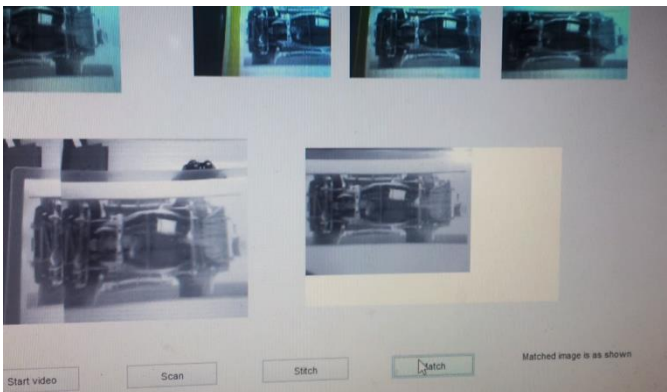 Start video
Scan
Stitch
Match
Matched image is as shown